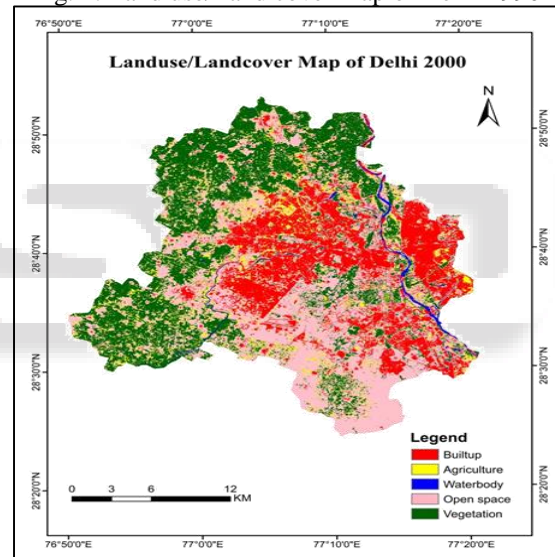 76°50'0"E 77°0'0"E 77°10'0"E 77°20'0"E
Landuse/Landcover Map of Delhi 2000
N
28°50'0"N 28°50'0"N
28°40'0"N 28°40'0"N
28°30'0"N 28°30'0"N
28°20'0"N 28°20'0"N
Legend
Builtup
Agriculture
Waterbody
Open space
Vegetation
0 3 6 12
KM
76°50'0"E 77°0'0"E 77°10'0"E 77°20'0"E